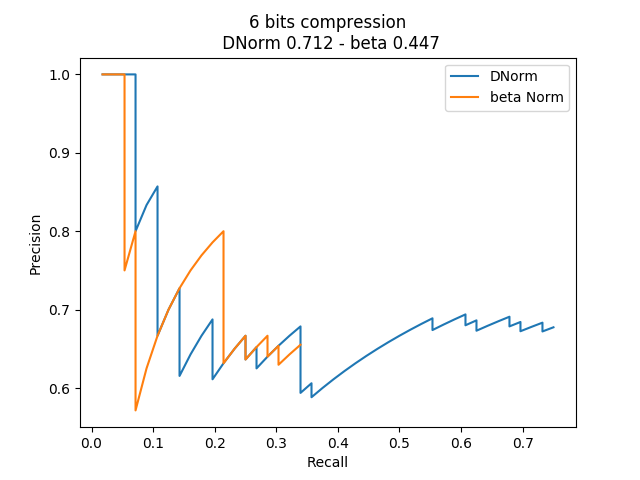 6 bits compression
DNorm 0.712 - beta 0.447
DNorm
beta Norm
Precision
1.0
0.9
0.8
0.7
0.6
0.0 0.1 0.2 0.3 0.4 0.5 0.6 0.7
Recall